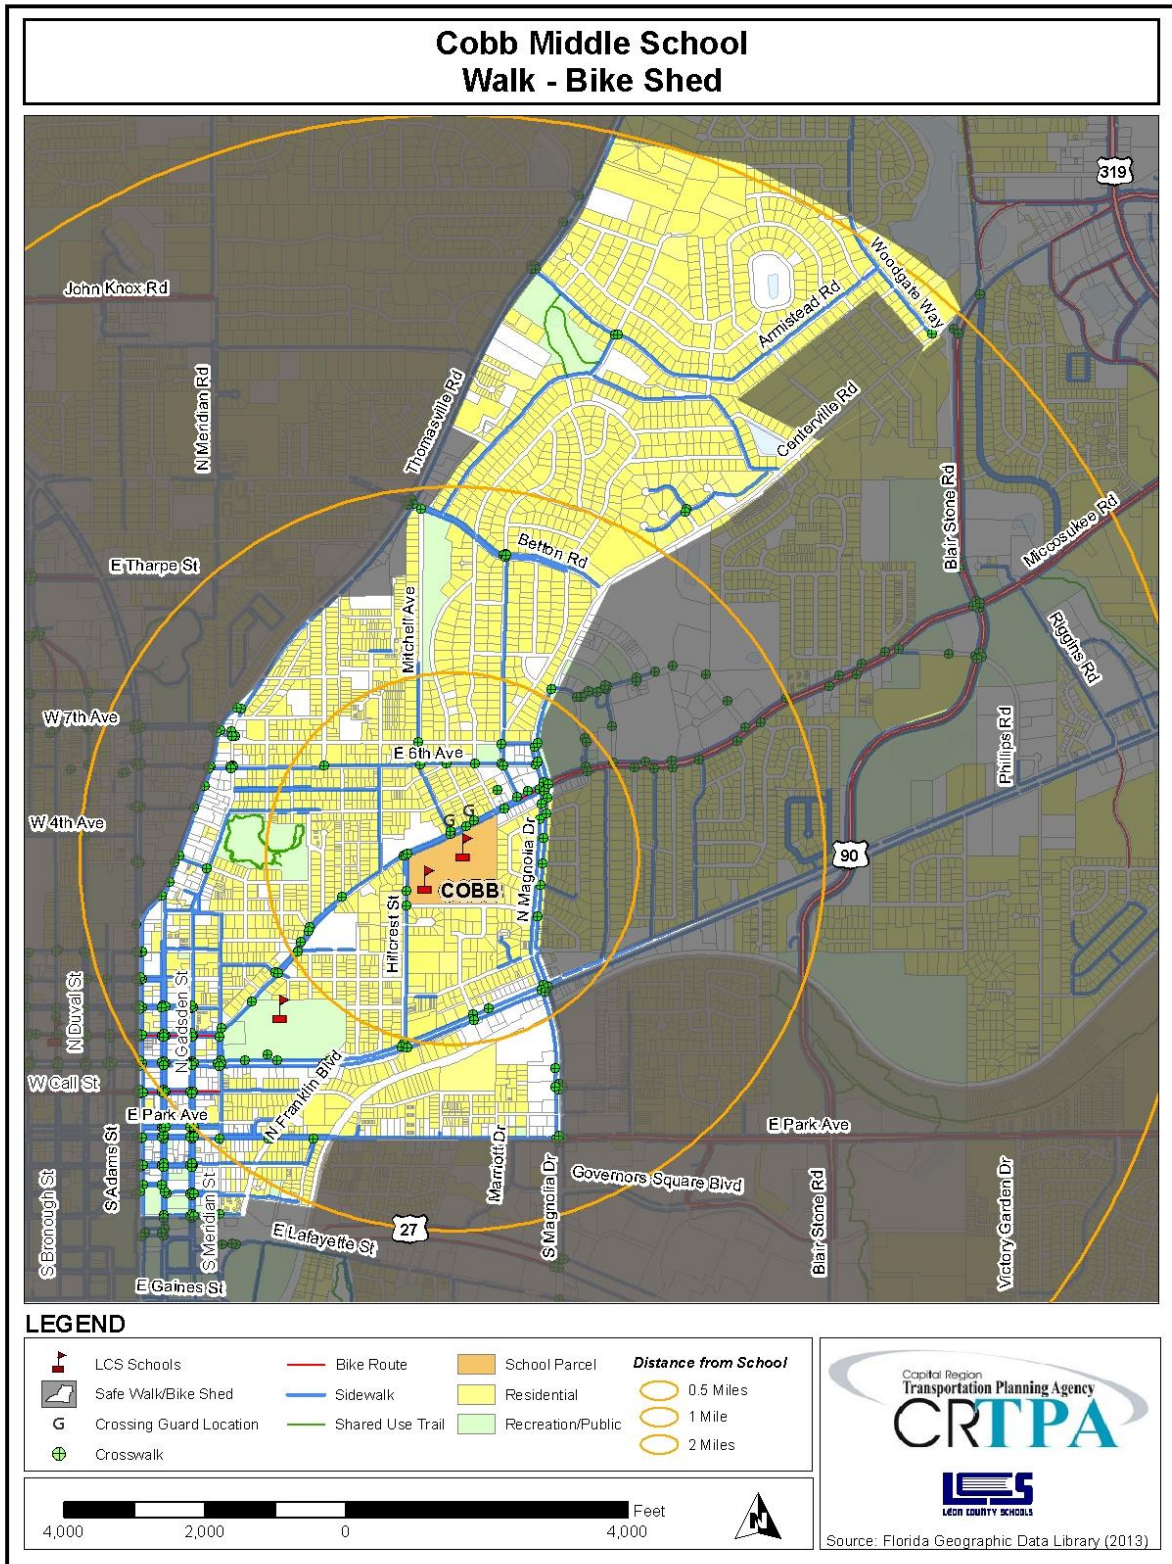 Cobb Middle School
Walk - Bike Shed
319
John Knox Rd
Woodgate Way
Armistead Rd
N Meridian Rd
Thomasville Rd
Centerville Rd
Blair Stone Rd
Miccosukee Rd
E Tharpe St
Betton Rd
Mitchell Ave
Riggins Rd
W 7th Ave
E 6th Ave
Phillips Rd
W 4th Ave
G
G
N Magnolia Dr
90
COBB
Hillcrest St
N Duval St
N Gadsden St
W Call St
N Franklin Blvd
E Park Ave
E Park Ave
S Adams St
Marriott Dr
S Magnolia Dr
Governors Square Blvd
S Bronough St
S Meridian St
27
E Lafayette St
Blair Stone Rd
Victory Garden Dr
E Gaines St
LEGEND
LCS Schools
Safe Walk/Bike Shed
G Crossing Guard Location
Crosswalk
Bike Route
Sidewalk
Shared Use Trail
School Parcel
Residential
Recreation/Public
Distance from School
0.5 Miles
1 Mile
2 Miles
Feet
4,000 2,000 0 4,000
N
Capital Region
Transportation Planning Agency
CRTPA
LCS
LEON COUNTY SCHOOLS
Source: Florida Geographic Data Library (2013)